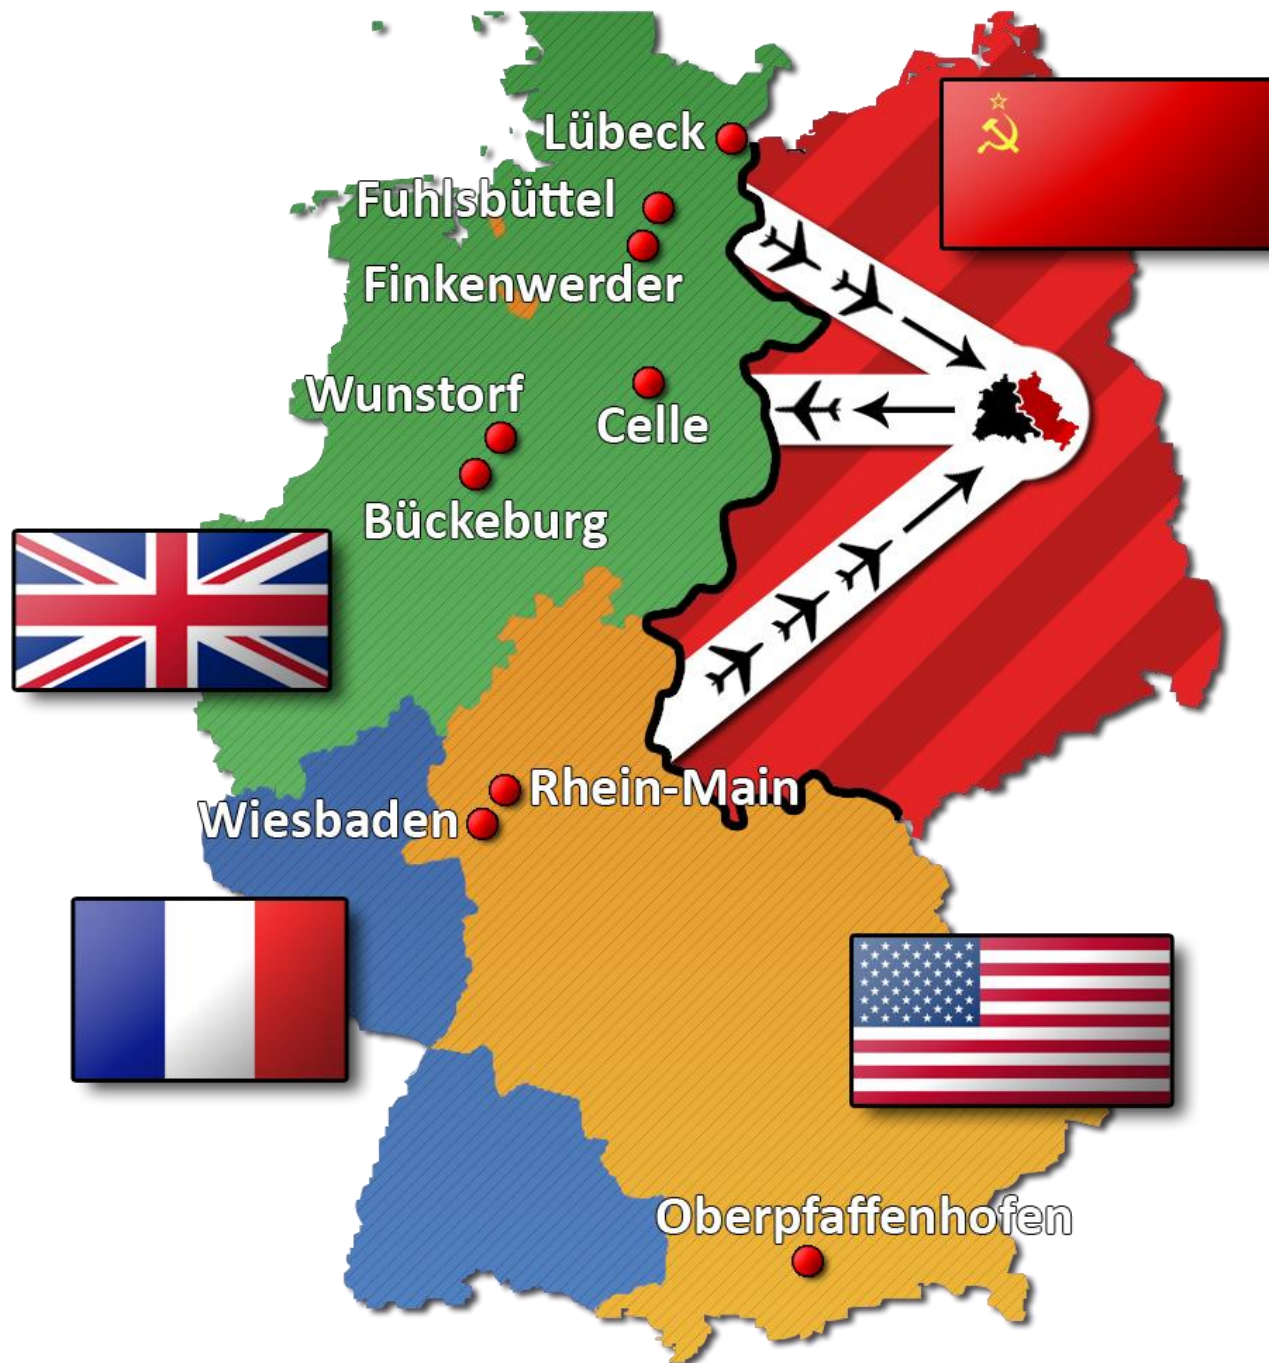 Lübeck
Fuhlsbüttel
Finkenwerder
Wunstorf
Celle
Bückeburg
Rhein-Main
Wiesbaden
Oberpfaffenhofen